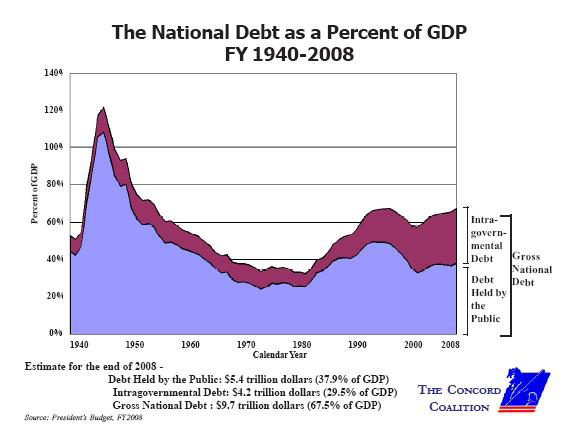 The National Debt as a Percent of GDP
FY 1940-2008
140%
120%
100%
80%
60%
40%
20%
0%
Percent of GDP
1940
1950
1960
1970
1980
1990
2000
2008
Calendar Year
Intra-
govern-
mental
Debt
Debt
Held by
the
Public
Gross
National
Debt
Estimate for the end of 2008 -
Debt Held by the Public: $5.4 trillion dollars (37.9% of GDP)
Intragovernmental Debt: $4.2 trillion dollars (29.5% of GDP)
Gross National Debt : $9.7 trillion dollars (67.5% of GDP)
THE CONCORD
COALITION
Source: President's Budget, FY2008